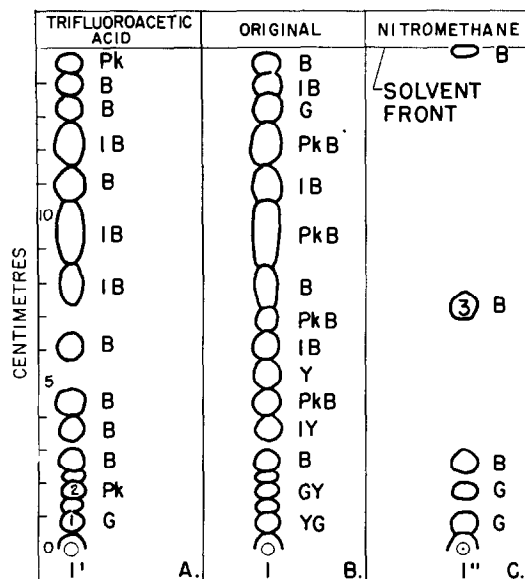 TRIFLUOROACETIC
ACID
ORIGINAL
NITROMETHANE
Pk
B
B
IB
B
IB
IB
B
B
B
B
2
Pk
1
G
B
IB
G
PkB
IB
PkB
B
PkB
IB
Y
PkB
IY
B
GY
YG
B
SOLVENT
FRONT
3
B
B
G
G
CENTIMETRES
10
5
0
I'
A.
I
B.
I"
C.